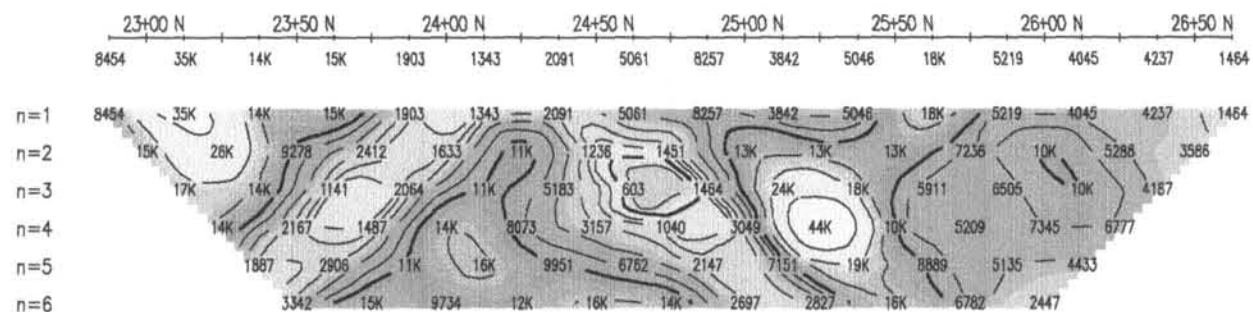 23+00 N 23+50 N 24+00 N 24+50 N 25+00 N 25+50 N 26+00 N 26+50 N
8454 35K 14K 15K 1903 1343 2091 5061 8257 3842 5046 18K 5219 4045 4237 1464
n=1 8454 35K 14K 15K 1903 1343 2091 5061 8257 3842 5046 18K 5219 4045 4237 1464
n=2 15K 26K 9278 2412 1633 11K 1236 1451 13K 13K 13K 7236 10K 5288 3586
n=3 17K 14K 1141 2064 11K 5183 603 1464 24K 18K 5911 6505 10K 4187
n=4 14K 2167 1487 14K 8073 3157 1040 3049 44K 10K 5209 7345 6777
n=5 1887 2906 11K 16K 9951 6762 2147 7151 19K 8889 5135 4433
n=6 3342 15K 9734 12K 16K 14K 2697 2827 16K 6782 2447